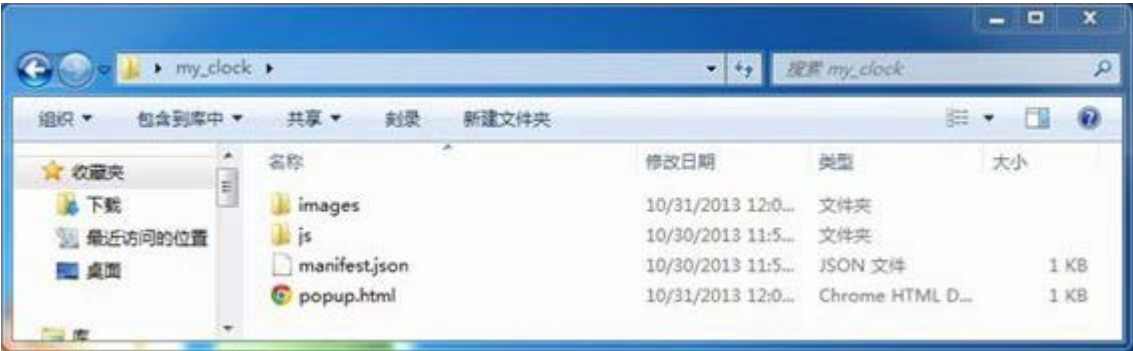 my_clock
搜索 my_clock
组织 包含到库中 共享 刻录 新建文件夹
收藏夹
下载
最近访问的位置
桌面
库
名称 修改日期 类型 大小
images 10/31/2013 12:0... 文件夹
js 10/30/2013 11:5... 文件夹
manifest.json 10/30/2013 11:5... JSON 文件 1 KB
popup.html 10/31/2013 12:0... Chrome HTML D... 1 KB